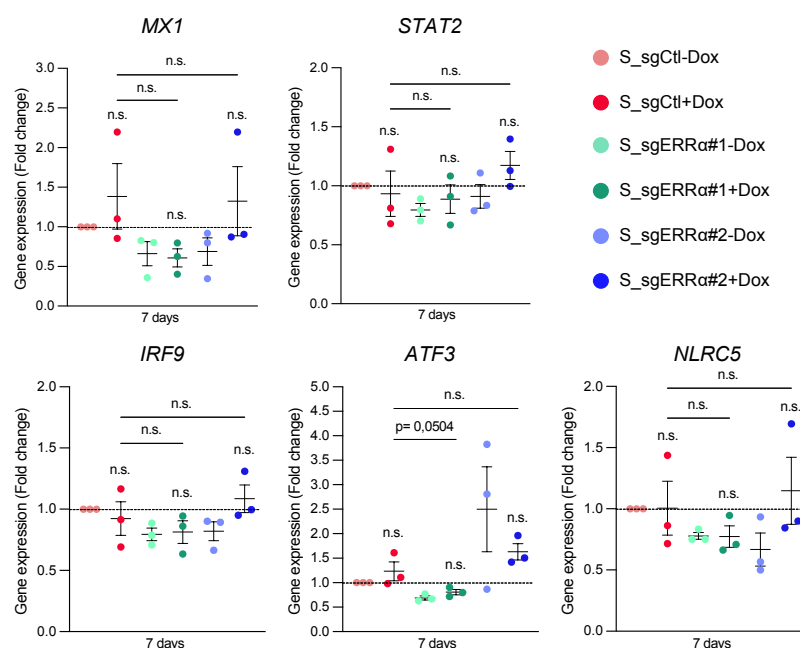 MX1
Gene expression (Fold change)
3.0
2.5
2.0
1.5
1.0
0.5
0.0
n.s.
n.s.
n.s.
n.s.
n.s.
7 days
STAT2
Gene expression (Fold change)
2.0
1.5
1.0
0.5
0.0
n.s.
n.s.
n.s.
n.s.
n.s.
7 days
S_sgCtl-Dox
S_sgCtl+Dox
S_sgERRα#1-Dox
S_sgERRα#1+Dox
S_sgERRα#2-Dox
S_sgERRα#2+Dox
IRF9
Gene expression (Fold change)
2.0
1.5
1.0
0.5
0.0
n.s.
n.s.
n.s.
n.s.
n.s.
7 days
ATF3
Gene expression (Fold change)
5.0
4.5
4.0
3.5
3.0
2.5
2.0
1.5
1.0
0.5
0.0
n.s.
p= 0,0504
n.s.
n.s.
n.s.
7 days
NLRC5
Gene expression (Fold change)
2.0
1.5
1.0
0.5
0.0
n.s.
n.s.
n.s.
n.s.
n.s.
7 days